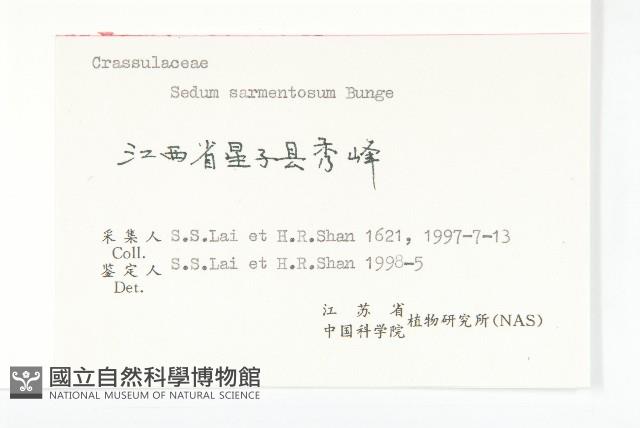 Crassulaceae
Sedum sarmentosum Bunge
江西省星子县秀峰
采集人 S.S.Lai et H.R.Shan 1621, 1997-7-13
Coll.
鉴定人 S.S.Lai et H.R.Shan 1998-5
Det.
江苏省
中国科学院 植物研究所(NAS)
國立自然科學博物館
NATIONAL MUSEUM OF NATURAL SCIENCE